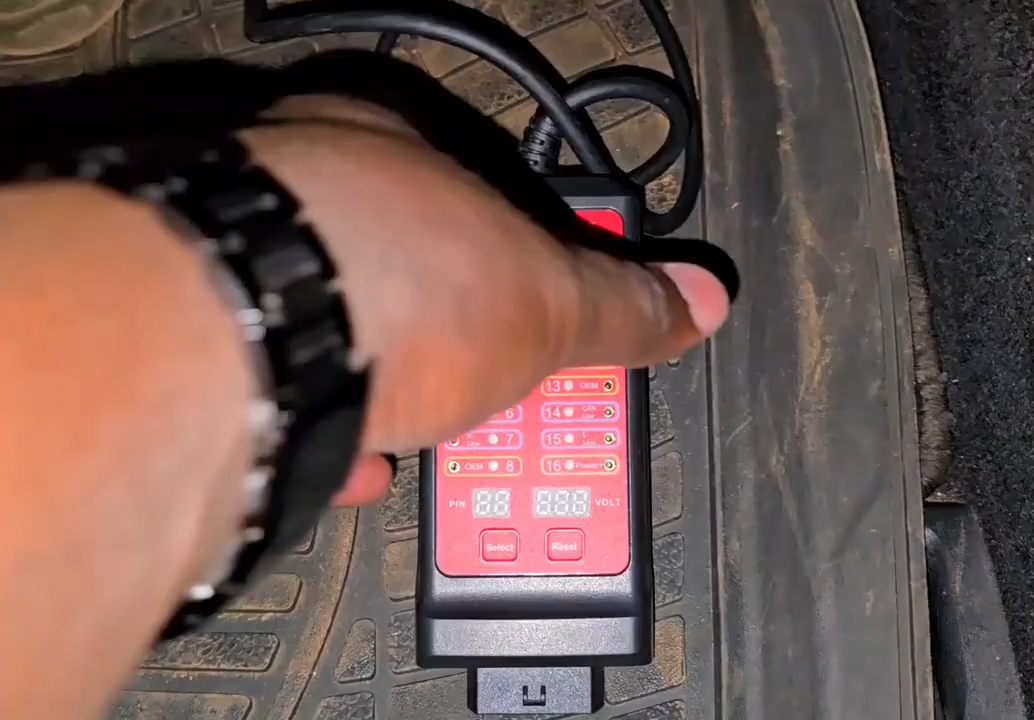 13 OEM
6 14 CAN Low
K-Line 7 15 L Line
OEM 8 16 Power+
PIN 88 888 VOLT
Select Reset